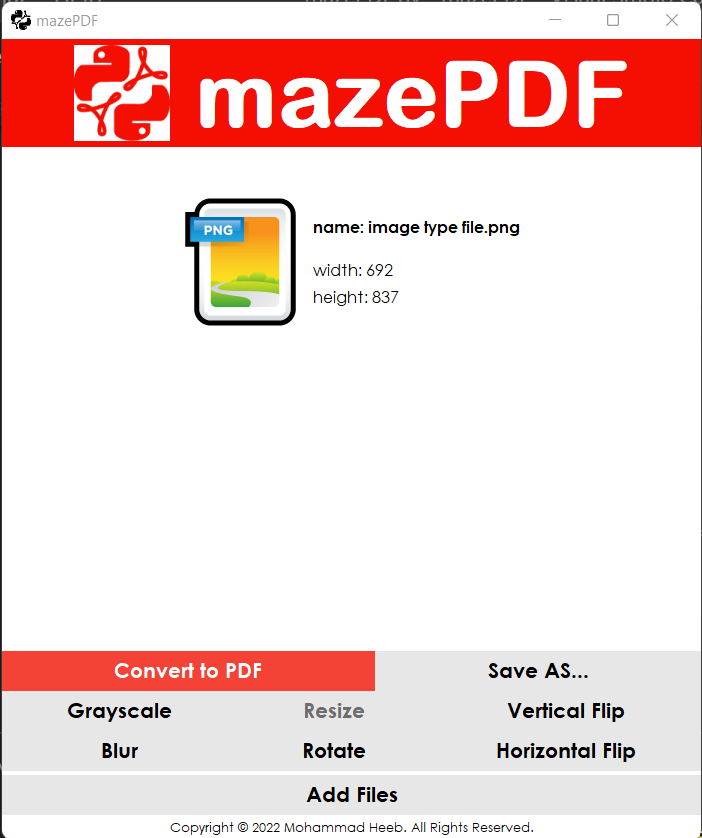 mazePDF
mazePDF
PNG
name: image type file.png
width: 692
height: 837
Convert to PDF
Save AS...
Grayscale
Resize
Vertical Flip
Blur
Rotate
Horizontal Flip
Add Files
Copyright © 2022 Mohammad Heeb. All Rights Reserved.